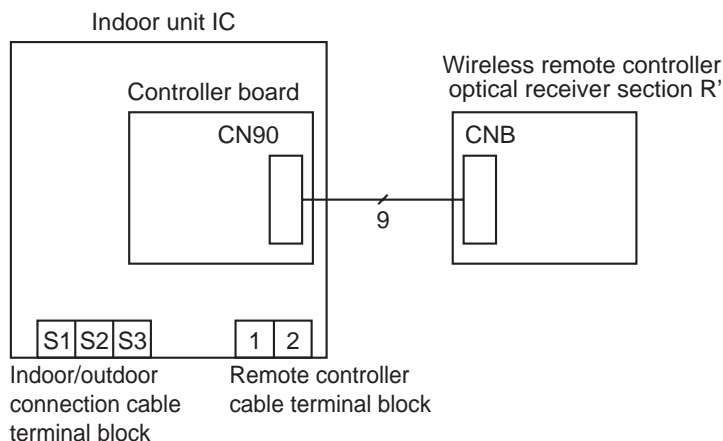 Indoor unit IC
Wireless remote controller
optical receiver section R’
Controller board
CN90
CNB
9
S1 S2 S3
1 2
Indoor/outdoor
connection cable
terminal block
Remote controller
cable terminal block